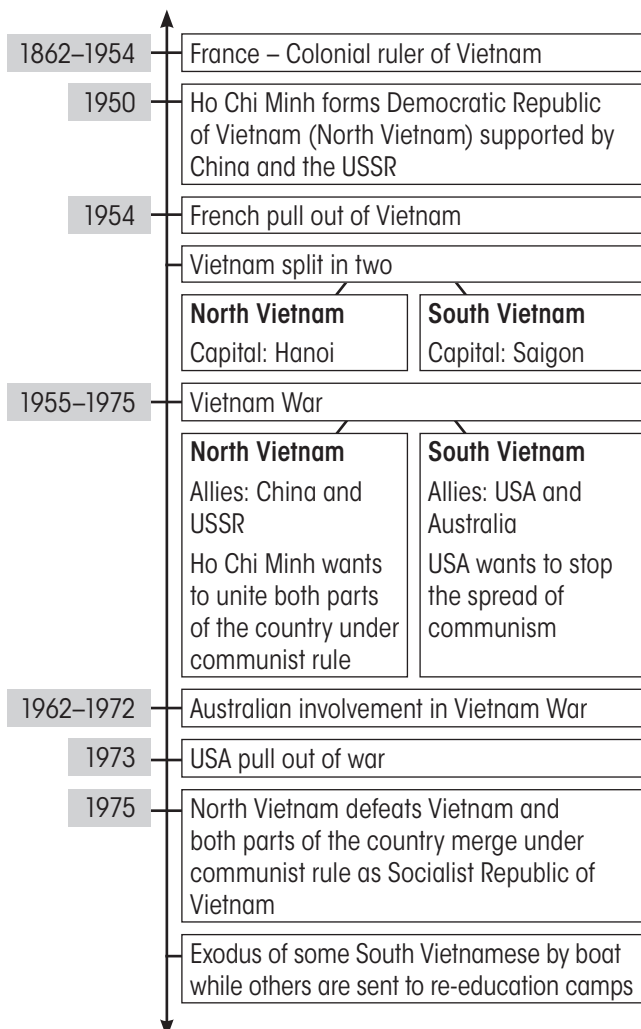 1862–1954
France – Colonial ruler of Vietnam
1950
Ho Chi Minh forms Democratic Republic
of Vietnam (North Vietnam) supported by
China and the USSR
1954
French pull out of Vietnam
Vietnam split in two
North Vietnam
Capital: Hanoi
South Vietnam
Capital: Saigon
1955–1975
Vietnam War
North Vietnam
Allies: China and
USSR
Ho Chi Minh wants
to unite both parts
of the country under
communist rule
South Vietnam
Allies: USA and
Australia
USA wants to stop
the spread of
communism
1962–1972
Australian involvement in Vietnam War
1973
USA pull out of war
1975
North Vietnam defeats Vietnam and
both parts of the country merge under
communist rule as Socialist Republic of
Vietnam
Exodus of some South Vietnamese by boat
while others are sent to re-education camps